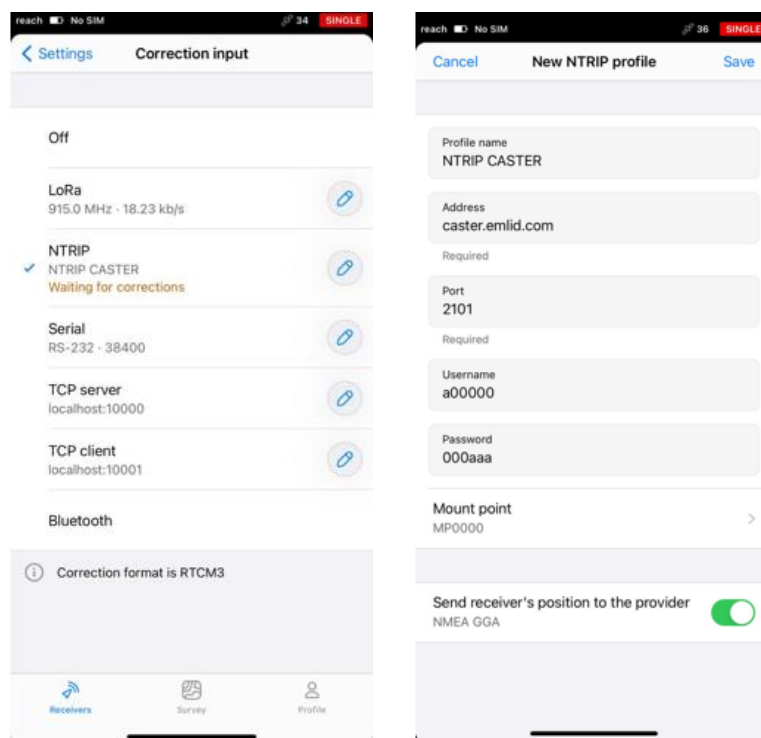 reach No SIM 34 SINGLE
Settings Correction input
Off
LoRa
915.0 MHz · 18.23 kb/s
NTRIP
NTRIP CASTER
Waiting for corrections
Serial
RS-232 · 38400
TCP server
localhost:10000
TCP client
localhost:10001
Bluetooth
Correction format is RTCM3
Receivers Survey Profile
reach No SIM 36 SINGLE
Cancel New NTRIP profile Save
Profile name
NTRIP CASTER
Address
caster.emlid.com
Required
Port
2101
Required
Username
a00000
Password
000aaa
Mount point
MP0000
Send receiver's position to the provider
NMEA GGA